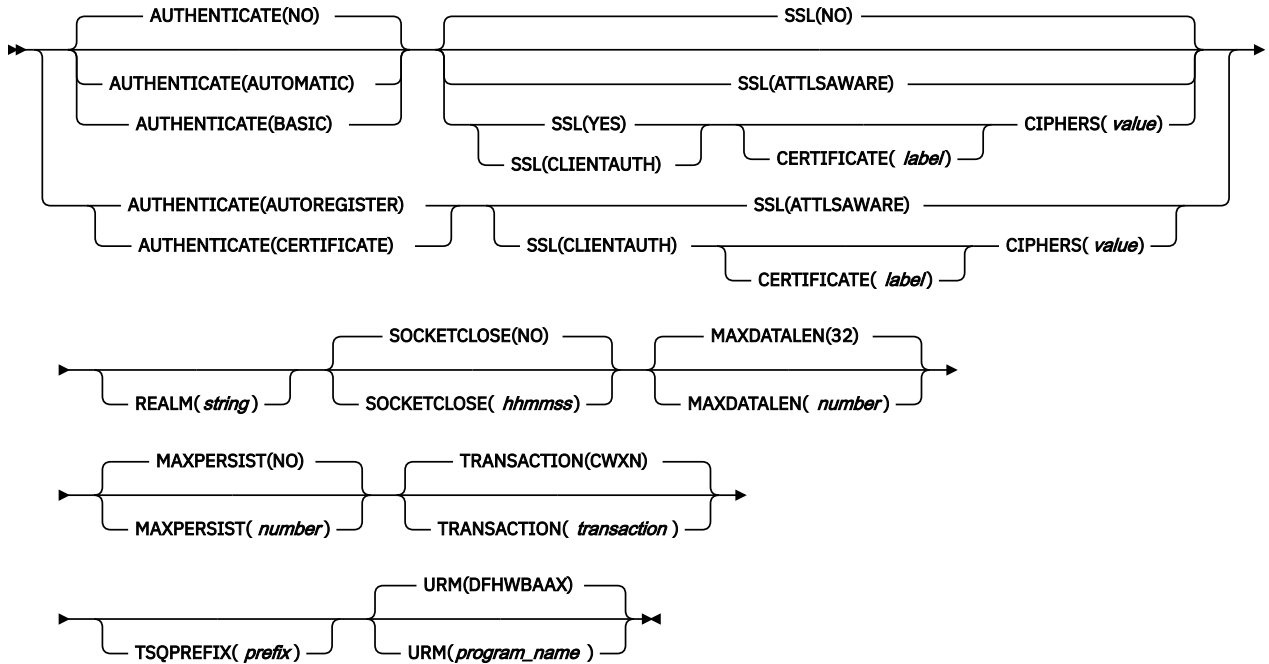 AUTHENTICATE(NO) SSL(NO)
AUTHENTICATE(AUTOMATIC) SSL(ATTLSAWARE)
AUTHENTICATE(BASIC) SSL(YES) CIPHERS( value)
SSL(CLIENTAUTH) CERTIFICATE( label)
AUTHENTICATE(AUTOREGISTER) SSL(ATTLSAWARE)
AUTHENTICATE(CERTIFICATE) SSL(CLIENTAUTH) CIPHERS( value)
CERTIFICATE( label)
SOCKETCLOSE(NO) MAXDATALEN(32)
REALM( string ) SOCKETCLOSE( hhmmss) MAXDATALEN( number)
MAXPERSIST(NO) TRANSACTION(CWXN)
MAXPERSIST( number) TRANSACTION( transaction )
URM(DFHWBAAX)
TSQPREFIX( prefix ) URM( program_name )